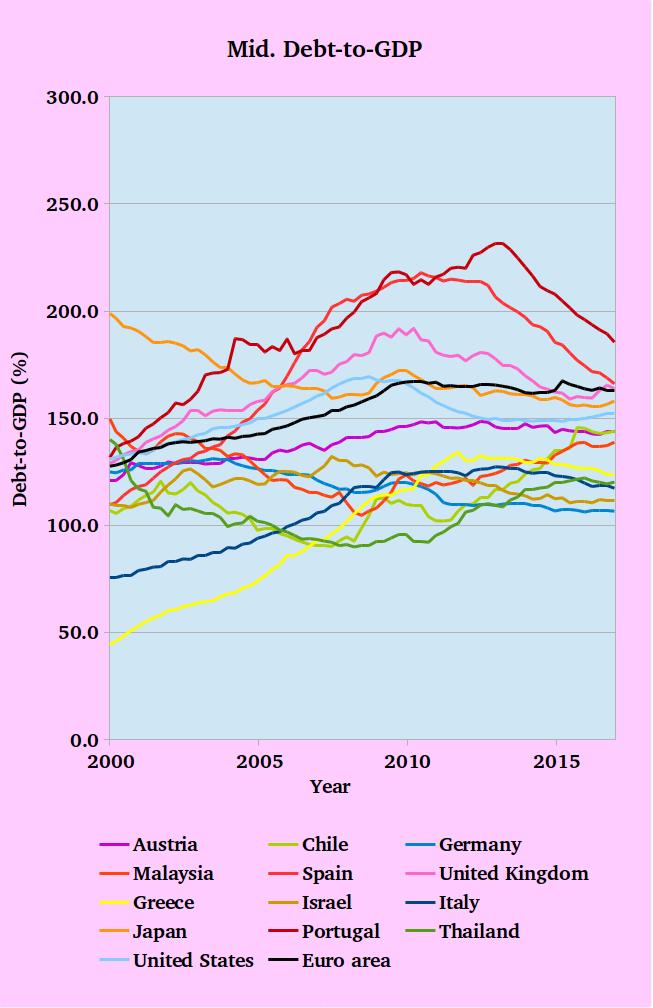 Mid. Debt-to-GDP
300.0
250.0
200.0
150.0
100.0
50.0
0.0
Debt-to-GDP (%)
2000 2005 2010 2015
Year
Austria Chile Germany
Malaysia Spain United Kingdom
Greece Israel Italy
Japan Portugal Thailand
United States Euro area